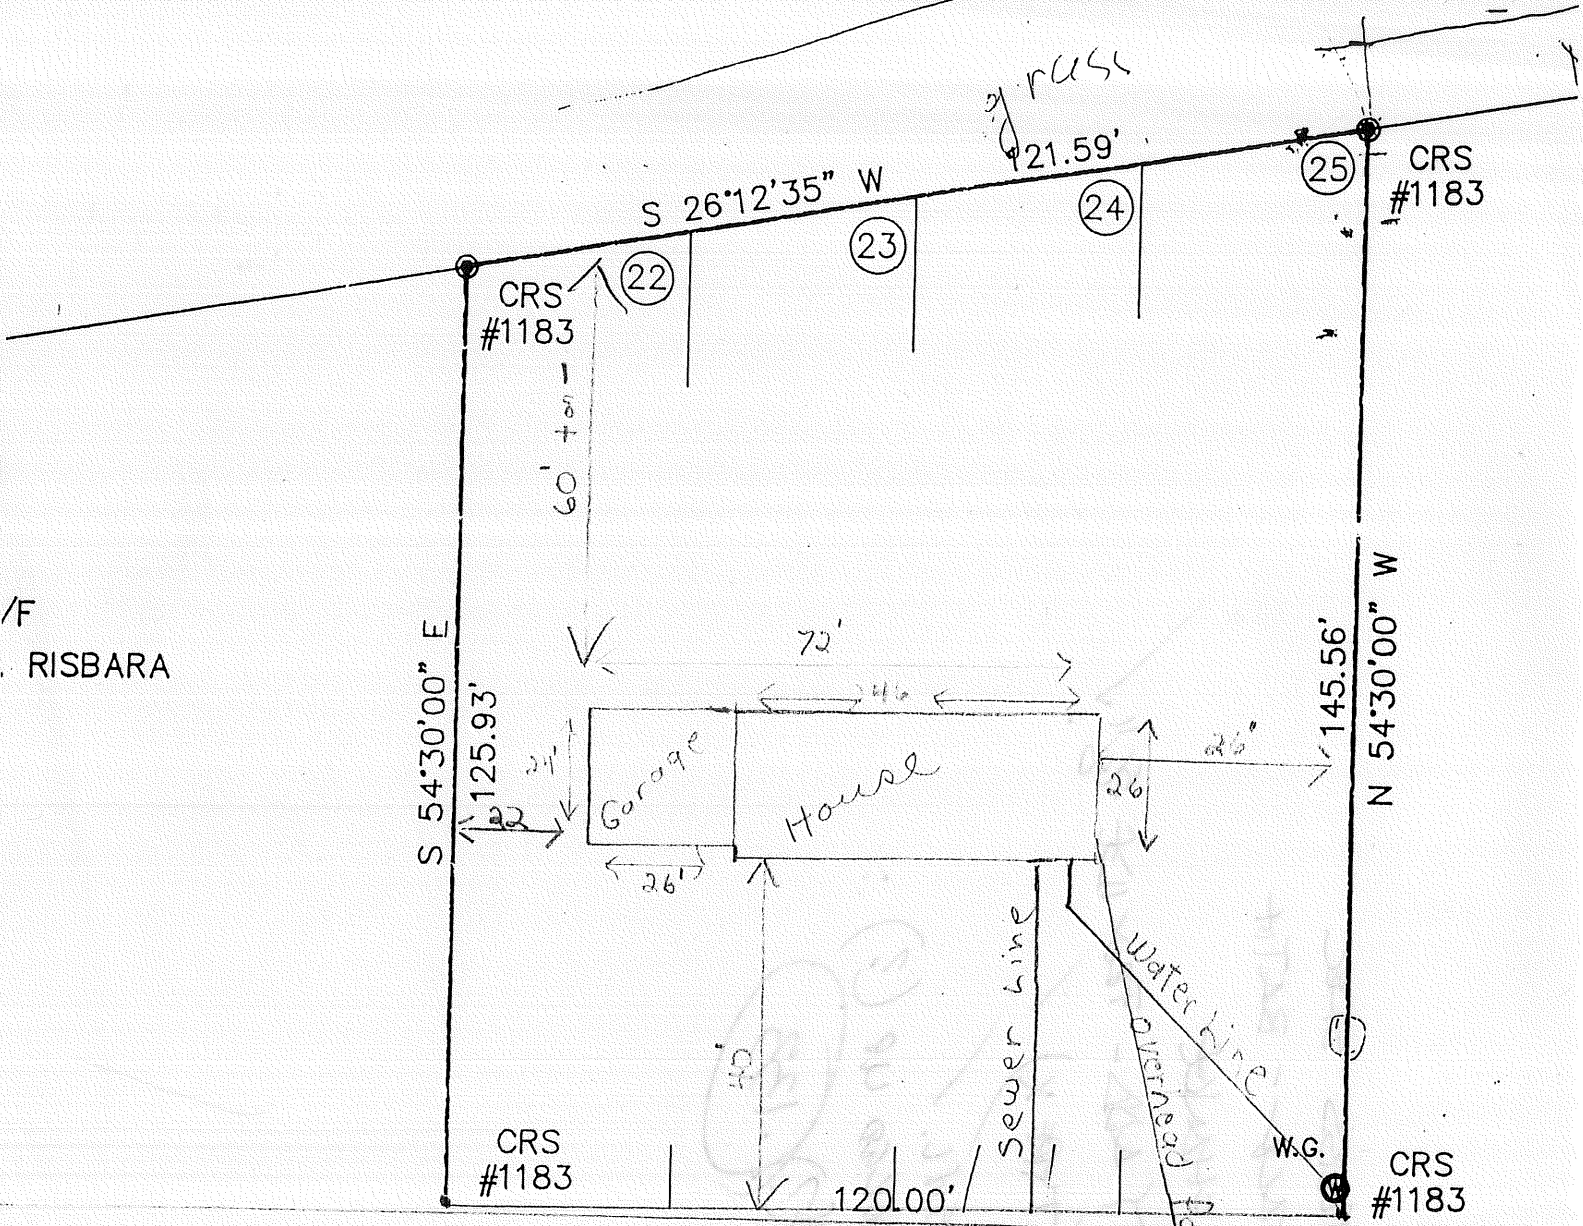 grass
S 26°12'35" W
121.59'
22
23
24
25
CRS
#1183
CRS
#1183
60'
/F
. RISBARA
S 54°30'00" E
125.93'
72'
46
145.56'
N 54°30'00" W
24'
Garage
House
26
26"
22
26'
Sewer Line
Water Line
overhead
40'
W.G.
W
CRS
#1183
120.00'
CRS
#1183